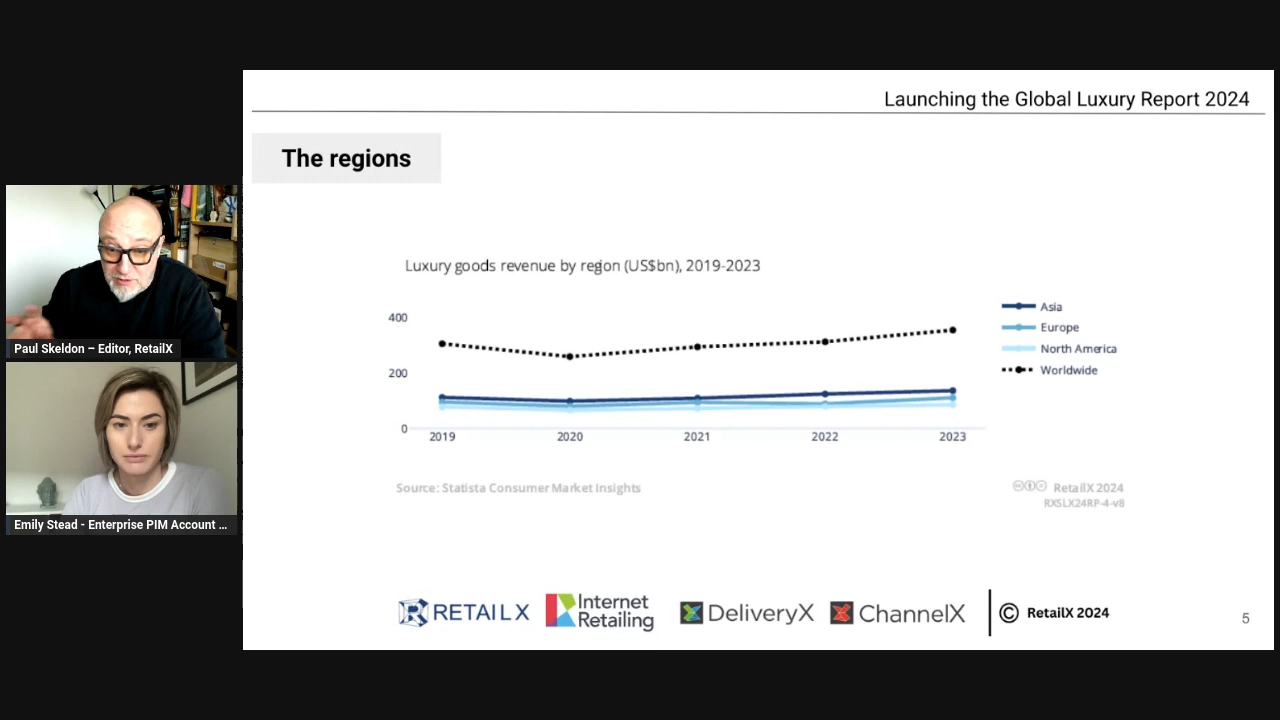 Launching the Global Luxury Report 2024
The regions
Luxury goods revenue by region (US$bn), 2019-2023
400
200
0
2019 2020 2021 2022 2023
Asia
Europe
North America
Worldwide
Source: Statista Consumer Market Insights
RetailX 2024
RXSLX24RP-4-v8
RETAIL X
Internet
Retailing
DeliveryX
ChannelX
© RetailX 2024
5
Paul Skeldon – Editor, RetailX
Emily Stead - Enterprise PIM Account ...